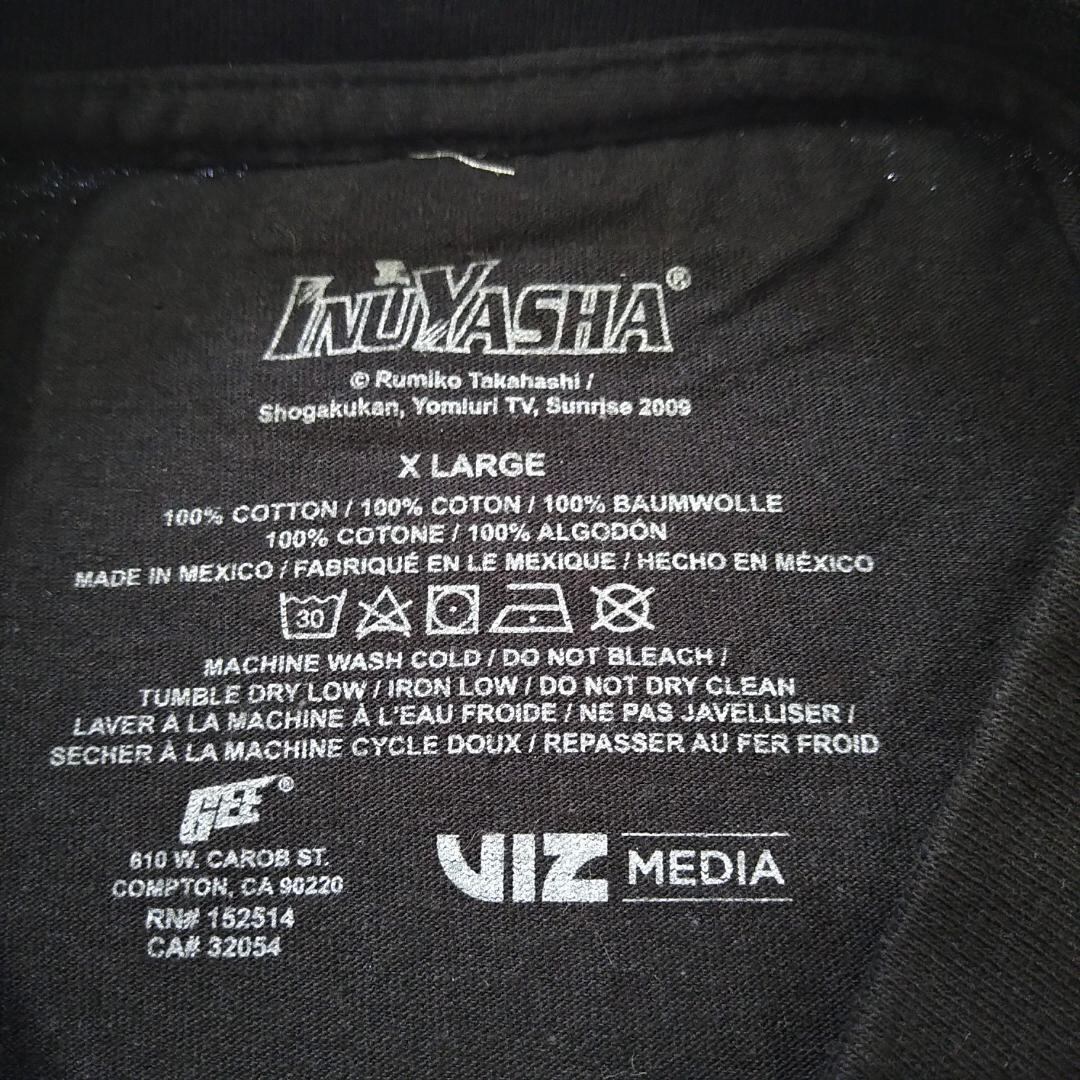 INUYASHA®
© Rumiko Takahashi /
Shogakukan, Yomiuri TV, Sunrise 2009
X LARGE
100% COTTON / 100% COTON / 100% BAUMWOLLE
100% COTONE / 100% ALGODÓN
MADE IN MEXICO / FABRIQUÉ EN LE MEXIQUE / HECHO EN MÉXICO
30
MACHINE WASH COLD / DO NOT BLEACH /
TUMBLE DRY LOW / IRON LOW / DO NOT DRY CLEAN
LAVER À LA MACHINE À L'EAU FROIDE / NE PAS JAVELLISER /
SECHER À LA MACHINE CYCLE DOUX / REPASSER AU FER FROID
GEE®
610 W. CAROB ST.
COMPTON, CA 90220
RN# 152514
CA# 32054
VIZ MEDIA